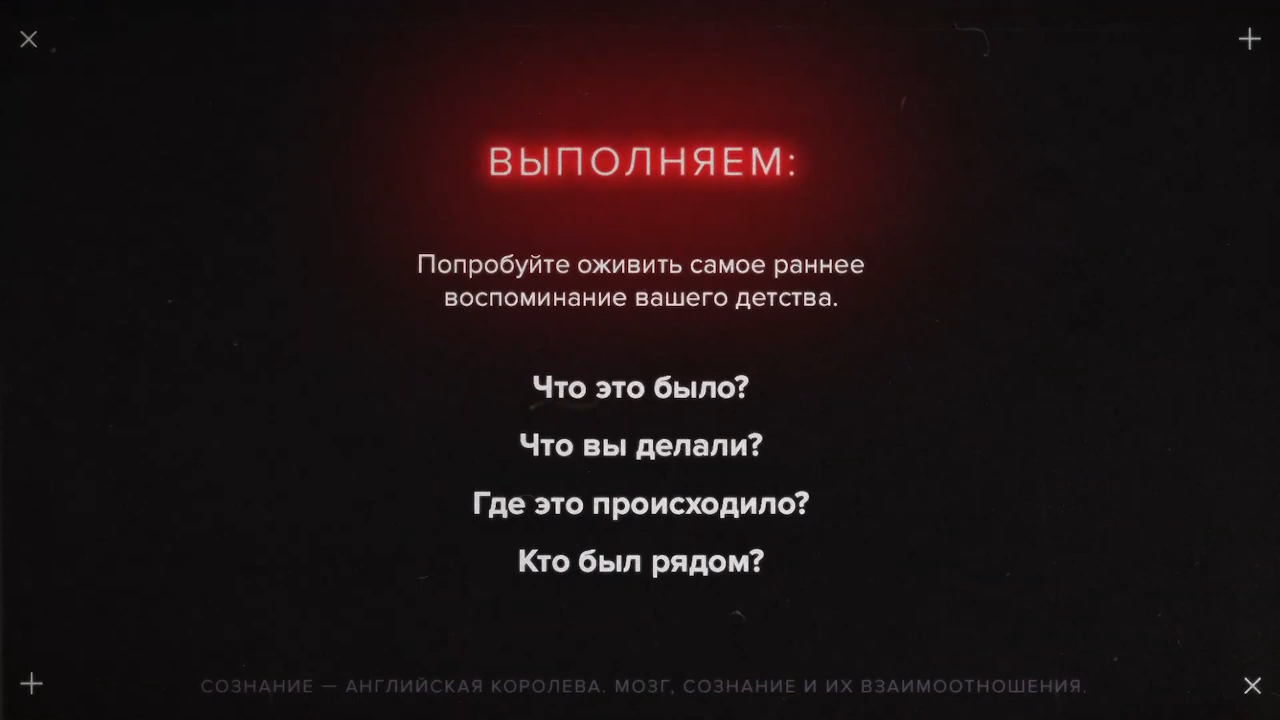 ВЫПОЛНЯЕМ:
Попробуйте оживить самое раннее
воспоминание вашего детства.
Что это было?
Что вы делали?
Где это происходило?
Кто был рядом?
СОЗНАНИЕ — АНГЛИЙСКАЯ КОРОЛЕВА. МОЗГ, СОЗНАНИЕ И ИХ ВЗАИМООТНОШЕНИЯ.